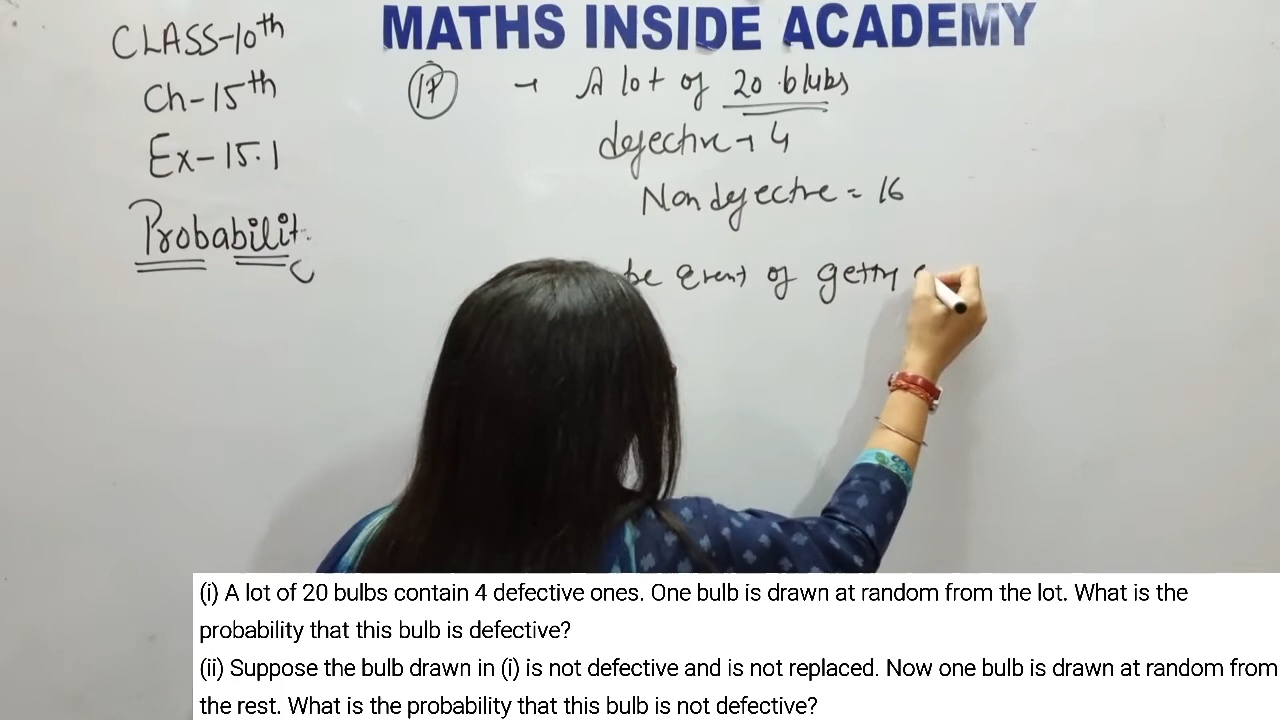 MATHS INSIDE ACADEMY
CLASS-10th
Ch-15th
Ex-15.1
Probabilit
17 → A lot of 20 blubs
defective → 4
Non defective = 16
be Event of getting
(i) A lot of 20 bulbs contain 4 defective ones. One bulb is drawn at random from the lot. What is the
probability that this bulb is defective?
(ii) Suppose the bulb drawn in (i) is not defective and is not replaced. Now one bulb is drawn at random from
the rest. What is the probability that this bulb is not defective?